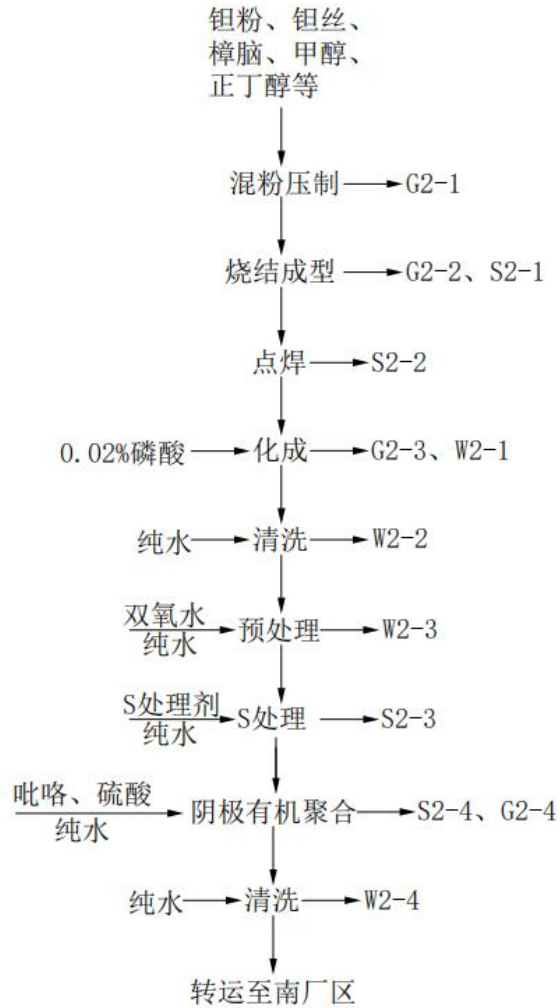 钽粉、钽丝、
樟脑、甲醇、
正丁醇等
混粉压制 G2-1
烧结成型 G2-2、S2-1
点焊 S2-2
0.02%磷酸 化成 G2-3、W2-1
纯水 清洗 W2-2
双氧水
纯水
预处理 W2-3
S处理剂
纯水
S处理 S2-3
吡咯、硫酸
纯水
阴极有机聚合 S2-4、G2-4
纯水 清洗 W2-4
转运至南厂区